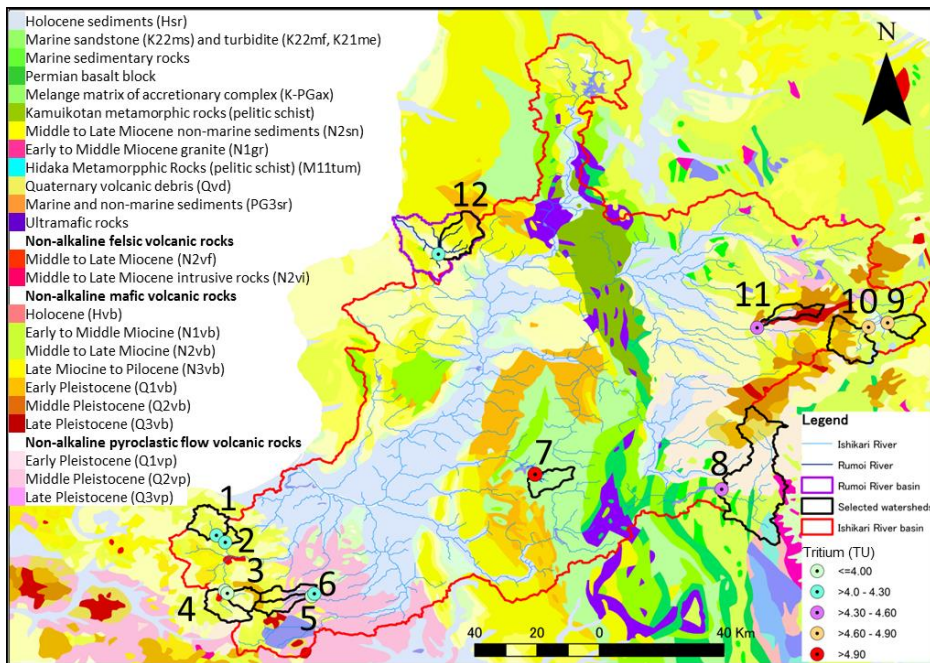 Holocene sediments (Hsr)
Marine sandstone (K22ms) and turbidite (K22mf, K21me)
Marine sedimentary rocks
Permian basalt block
Melange matrix of accretionary complex (K-PGax)
Kamuikotan metamorphic rocks (pelitic schist)
Middle to Late Miocene non-marine sediments (N2sn)
Early to Middle Miocene granite (N1gr)
Hidaka Metamorpphic Rocks (pelitic schist) (M11tum)
Quaternary volcanic debris (Qvd)
Marine and non-marine sediments (PG3sr)
Ultramafic rocks
Non-alkaline felsic volcanic rocks
Middle to Late Miocene (N2vf)
Middle to Late Miocene intrusive rocks (N2vi)
Non-alkaline mafic volcanic rocks
Holocene (Hvb)
Early to Middle Miocine (N1vb)
Middle to Late Miocine (N2vb)
Late Miocene to Pilocene (N3vb)
Early Pleistocene (Q1vb)
Middle Pleistocene (Q2vb)
Late Pleistocene (Q3vb)
Non-alkaline pyroclastic flow volcanic rocks
Early Pleistocene (Q1vp)
Middle Pleistocene (Q2vp)
Late Pleistocene (Q3vp)
N
12
11
10
9
7
8
1
2
3
4
6
5
Legend
Ishikari River
Rumoi River
Rumoi River basin
Selected watersheds
Ishikari River basin
Tritium (TU)
<=4.00
>4.0 - 4.30
>4.30 - 4.60
>4.60 - 4.90
>4.90
40 20 0 40 Km